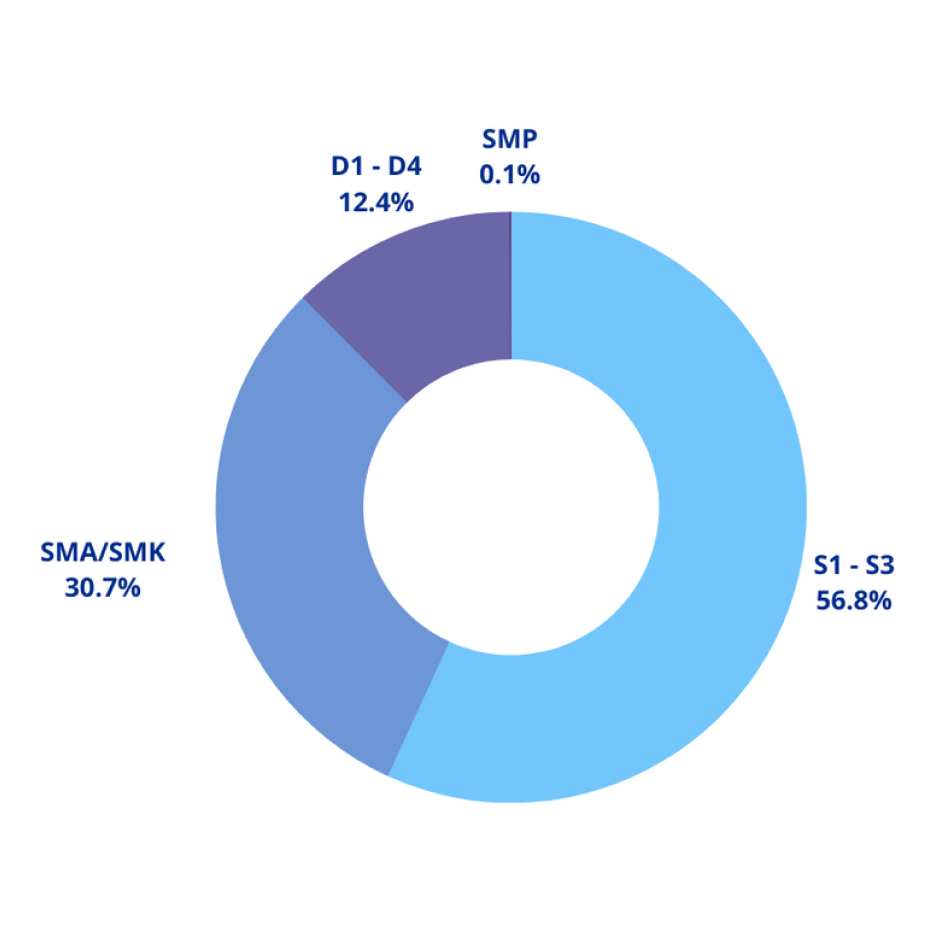 SMP
0.1%
D1 - D4
12.4%
SMA/SMK
30.7%
S1 - S3
56.8%